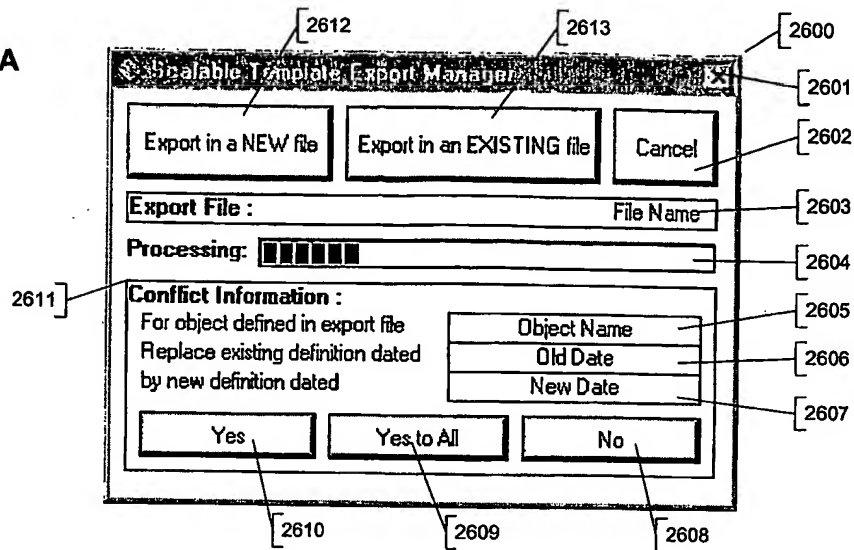 2612
2613
2600
A
Scalable Template Export Manager
2601
Export in a NEW file
Export in an EXISTING file
Cancel
2602
Export File :
File Name
2603
Processing:
2604
2611
Conflict Information :
For object defined in export file
Object Name
2605
Replace existing definition dated
Old Date
2606
by new definition dated
New Date
2607
Yes
Yes to All
No
2610
2609
2608